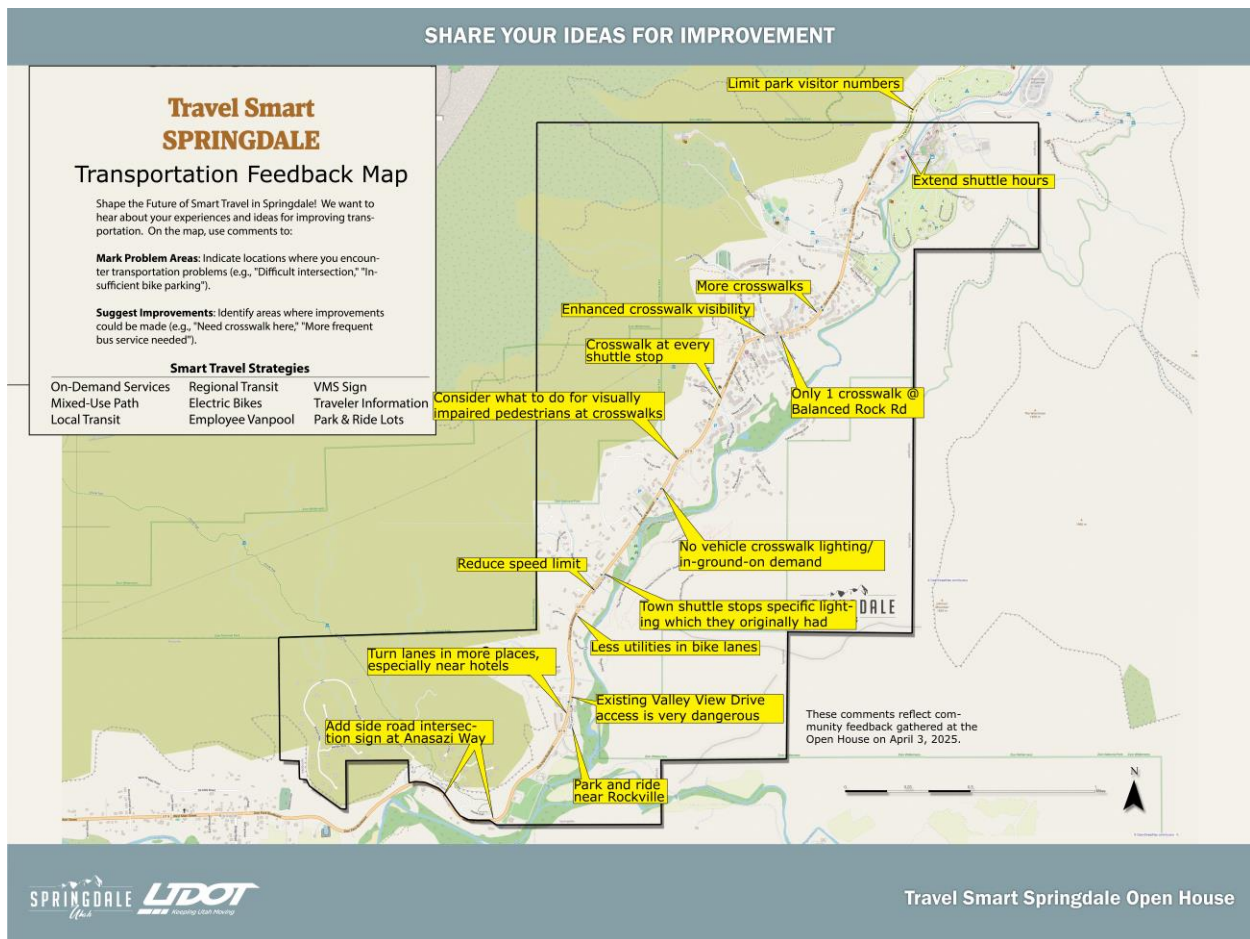 SHARE YOUR IDEAS FOR IMPROVEMENT
Travel Smart
SPRINGDALE
Transportation Feedback Map
Shape the Future of Smart Travel in Springdale! We want to
hear about your experiences and ideas for improving trans-
portation. On the map, use comments to:
Mark Problem Areas: Indicate locations where you encoun-
ter transportation problems (e.g., "Difficult intersection," "In-
sufficient bike parking").
Suggest Improvements: Identify areas where improvements
could be made (e.g., "Need crosswalk here," "More frequent
bus service needed").
Smart Travel Strategies
On-Demand Services Regional Transit VMS Sign
Mixed-Use Path Electric Bikes Traveler Information
Local Transit Employee Vanpool Park & Ride Lots
Limit park visitor numbers
Extend shuttle hours
More crosswalks
Enhanced crosswalk visibility
Crosswalk at every
shuttle stop
Only 1 crosswalk @
Balanced Rock Rd
Consider what to do for visually
impaired pedestrians at crosswalks
No vehicle crosswalk lighting/
in-ground-on demand
Reduce speed limit
Town shuttle stops specific light-
ing which they originally had
DALE
Less utilities in bike lanes
Turn lanes in more places,
especially near hotels
Existing Valley View Drive
access is very dangerous
Add side road intersec-
tion sign at Anasazi Way
Park and ride
near Rockville
These comments reflect com-
munity feedback gathered at the
Open House on April 3, 2025.
N
SPRINGDALE
Utah
UDOT
Keeping Utah Moving
Travel Smart Springdale Open House